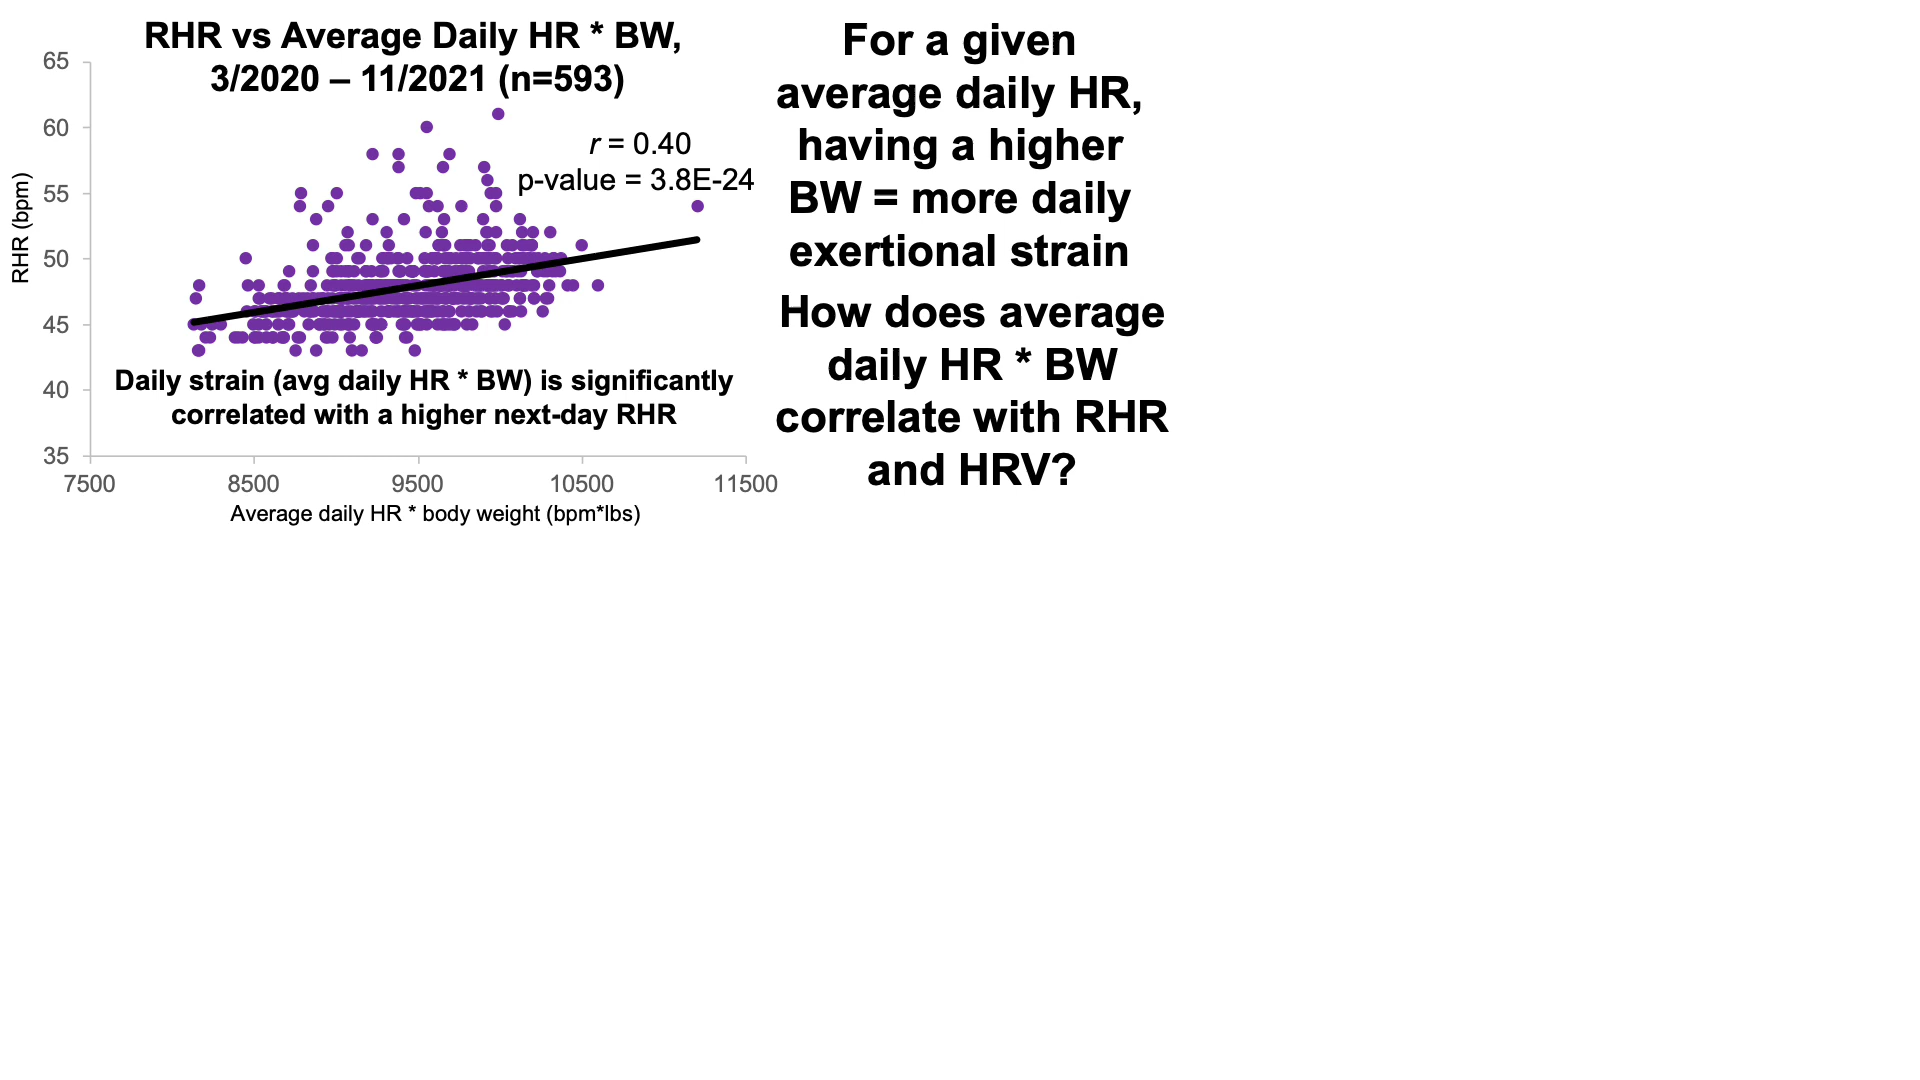 RHR vs Average Daily HR * BW,
3/2020 – 11/2021 (n=593)
65
60
55
50
45
40
35
RHR (bpm)
r = 0.40
p-value = 3.8E-24
Daily strain (avg daily HR * BW) is significantly
correlated with a higher next-day RHR
7500 8500 9500 10500 11500
Average daily HR * body weight (bpm*lbs)
For a given
average daily HR,
having a higher
BW = more daily
exertional strain
How does average
daily HR * BW
correlate with RHR
and HRV?